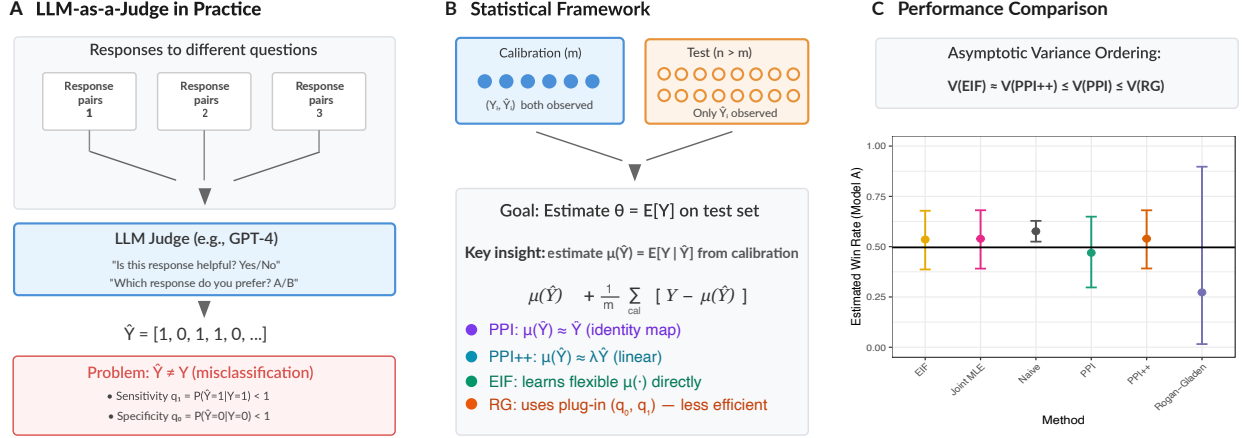 A LLM-as-a-Judge in Practice
Responses to different questions
Response pairs 1
Response pairs 2
Response pairs 3
LLM Judge (e.g., GPT-4)
"Is this response helpful? Yes/No"
"Which response do you prefer? A/B"
Ŷ = [1, 0, 1, 1, 0, ...]
Problem: Ŷ ≠ Y (misclassification)
• Sensitivity q₁ = P(Ŷ=1|Y=1) < 1
• Specificity q₀ = P(Ŷ=0|Y=0) < 1
B Statistical Framework
Calibration (m)
(Yᵢ, Ŷᵢ) both observed
Test (n > m)
Only Ŷᵢ observed
Goal: Estimate θ = E[Y] on test set
Key insight: estimate μ(Ŷ) = E[Y | Ŷ] from calibration
μ(Ŷ) + 1/m Σ cal [ Y − μ(Ŷ) ]
PPI: μ(Ŷ) ≈ Ŷ (identity map)
PPI++: μ(Ŷ) ≈ λŶ (linear)
EIF: learns flexible μ(·) directly
RG: uses plug-in (q₀, q₁) — less efficient
C Performance Comparison
Asymptotic Variance Ordering:
V(EIF) ≈ V(PPI++) ≤ V(PPI) ≤ V(RG)
Estimated Win Rate (Model A)
1.00
0.75
0.50
0.25
0.00
EIF
Joint MLE
Naive
PPI
PPI++
Rogan−Gladen
Method